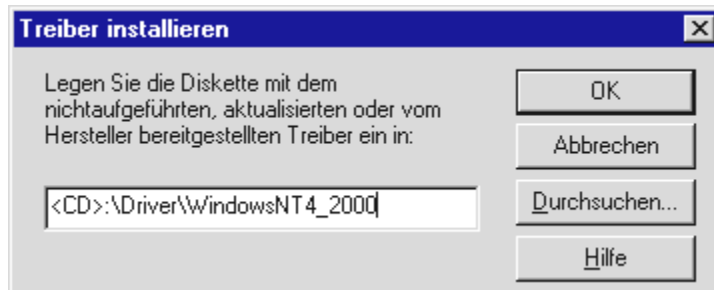 Treiber installieren
Legen Sie die Diskette mit dem
nichtaufgeführten, aktualisierten oder vom
Hersteller bereitgestellten Treiber ein in:
<CD>:\Driver\WindowsNT4_2000
OK
Abbrechen
Durchsuchen...
Hilfe